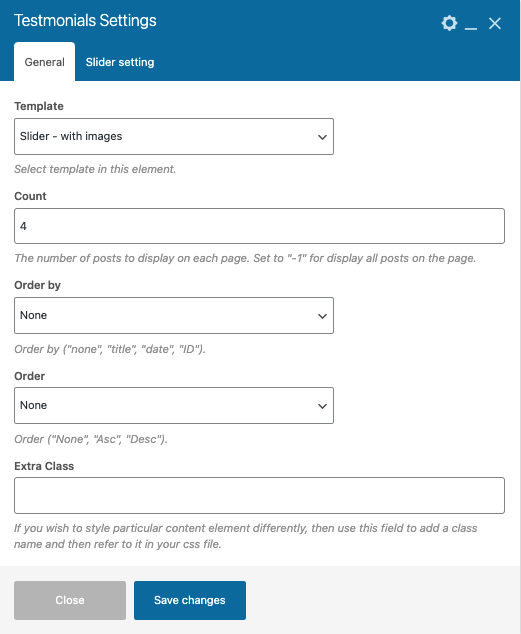 Testmonials Settings
General
Slider setting
Template
Slider - with images
Select template in this element.
Count
4
The number of posts to display on each page. Set to "-1" for display all posts on the page.
Order by
None
Order by ("none", "title", "date", "ID").
Order
None
Order ("None", "Asc", "Desc").
Extra Class
If you wish to style particular content element differently, then use this field to add a class
name and then refer to it in your css file.
Close
Save changes